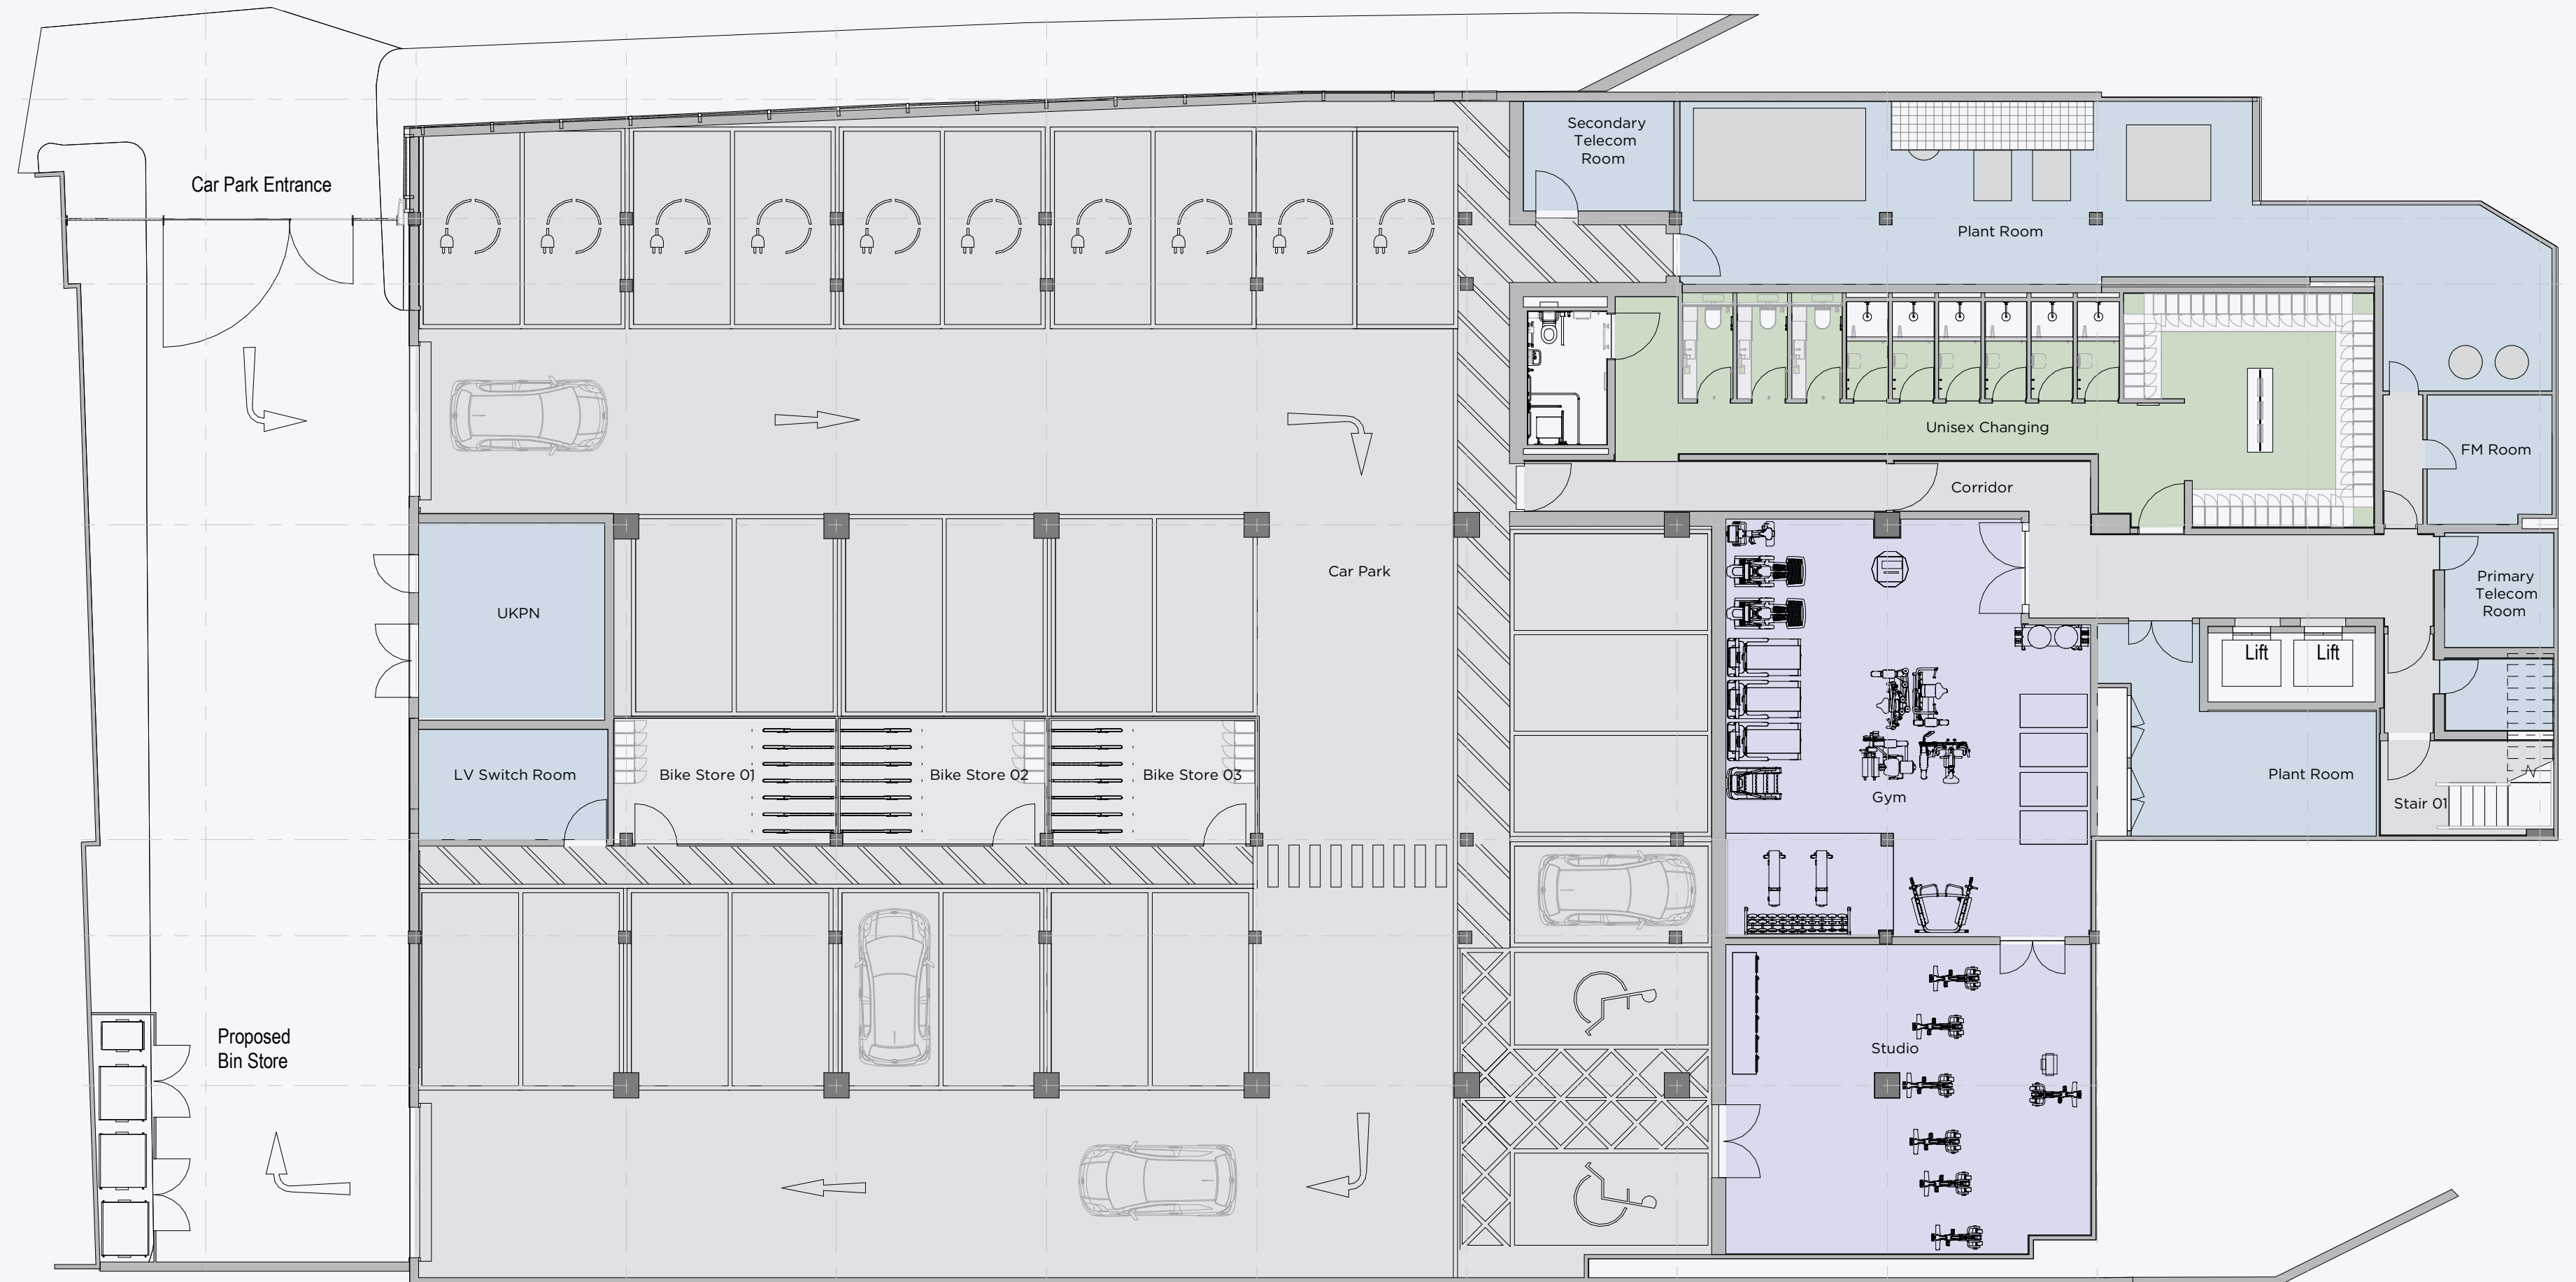 Secondary
Telecom
Room
Car Park Entrance
Plant Room
Unisex Changing
FM Room
Corridor
Car Park
Primary
Telecom
Room
UKPN
Lift
Lift
LV Switch Room
Bike Store 01
Bike Store 02
Bike Store 03
Plant Room
Gym
Stair 01
Proposed
Bin Store
Studio